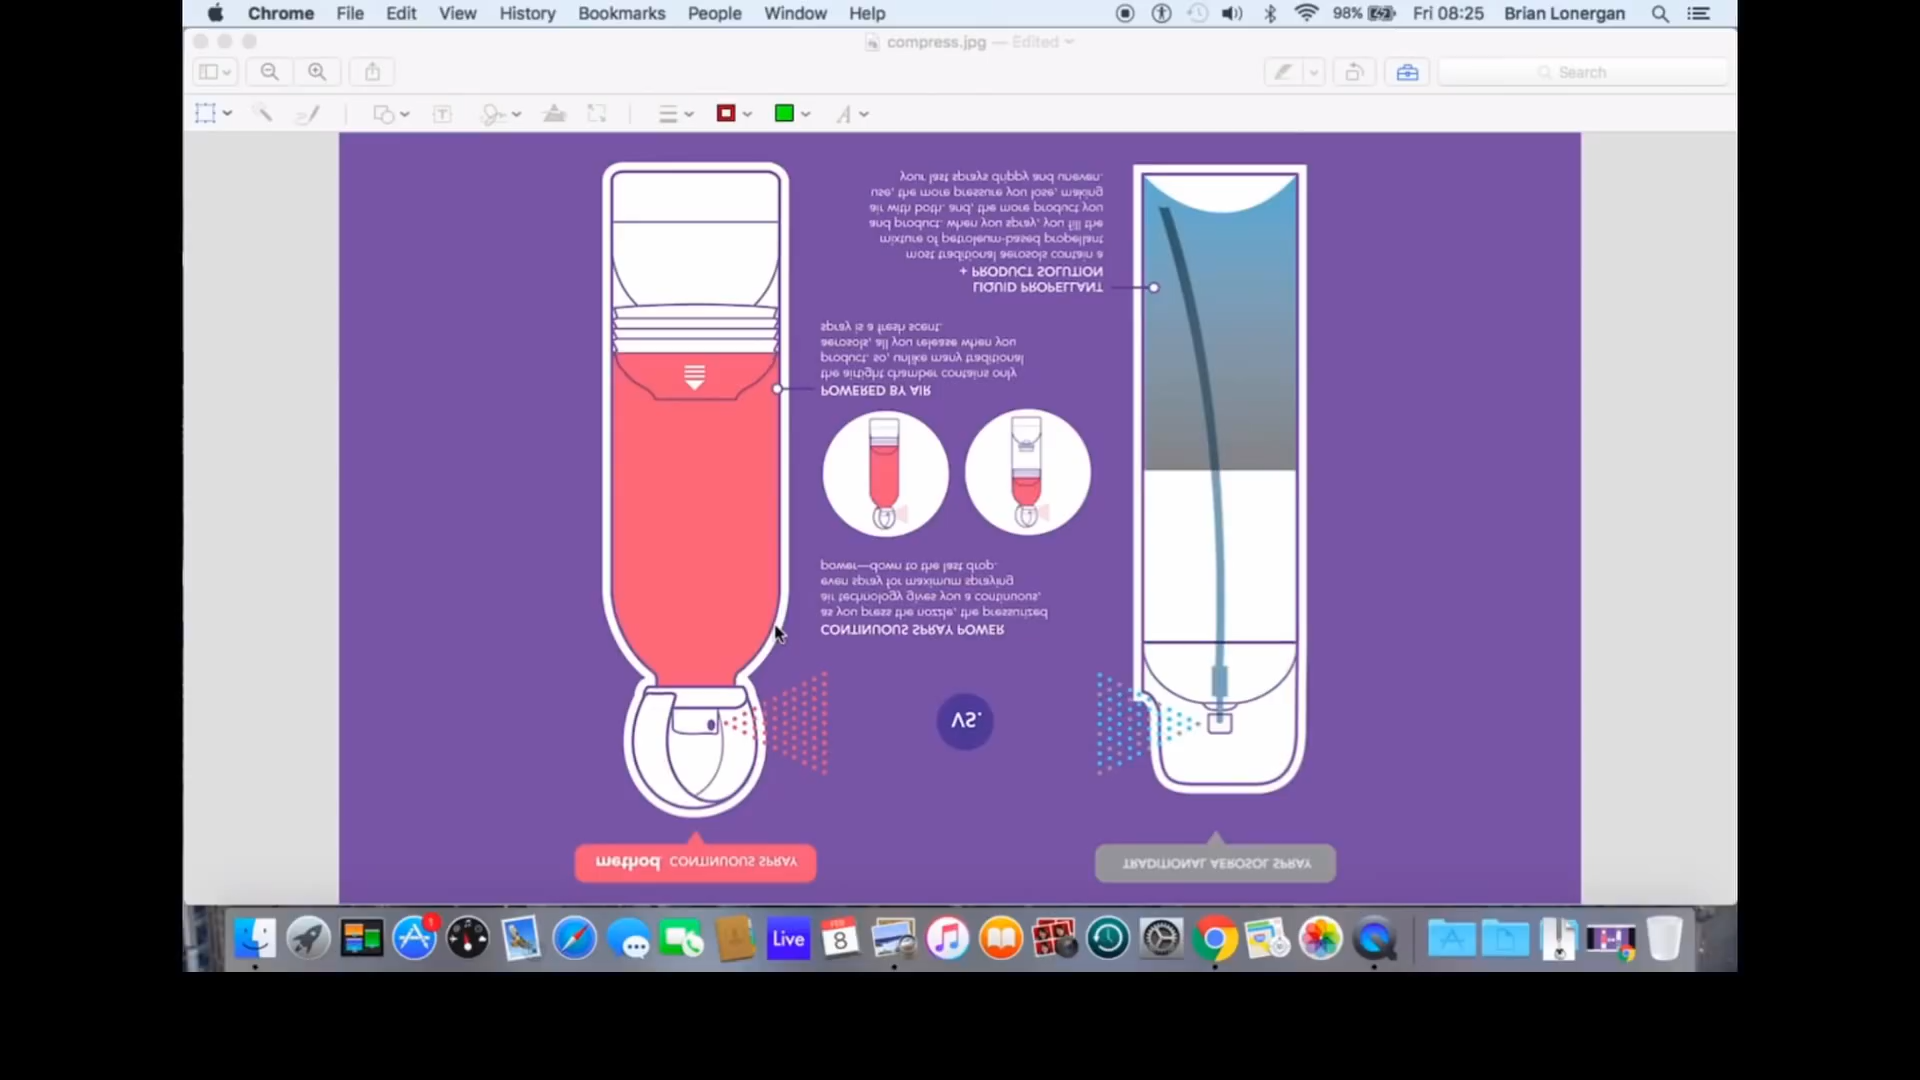 Chrome File Edit View History Bookmarks People Window Help 98% Fri 08:25 Brian Lonergan
compress.jpg — Edited
Search
your last sprays drippy and uneven.
use, the more pressure you lose, making
air with both. and, the more product you
and product. when you spray, you fill the
mixture of petroleum-based propellant
most traditional aerosols contain a
+ PRODUCT SOLUTION
LIQUID PROPELLANT
spray is a fresh scent.
aerosols, all you release when you
product. so, unlike many traditional
the airtight chamber contains only
POWERED BY AIR
power—down to the last drop.
even spray for maximum spraying
air technology gives you a continuous,
as you press the nozzle, the pressurized
CONTINUOUS SPRAY POWER
VS.
method CONTINUOUS SPRAY
TRADITIONAL AEROSOL SPRAY
1
Live
FEB
8